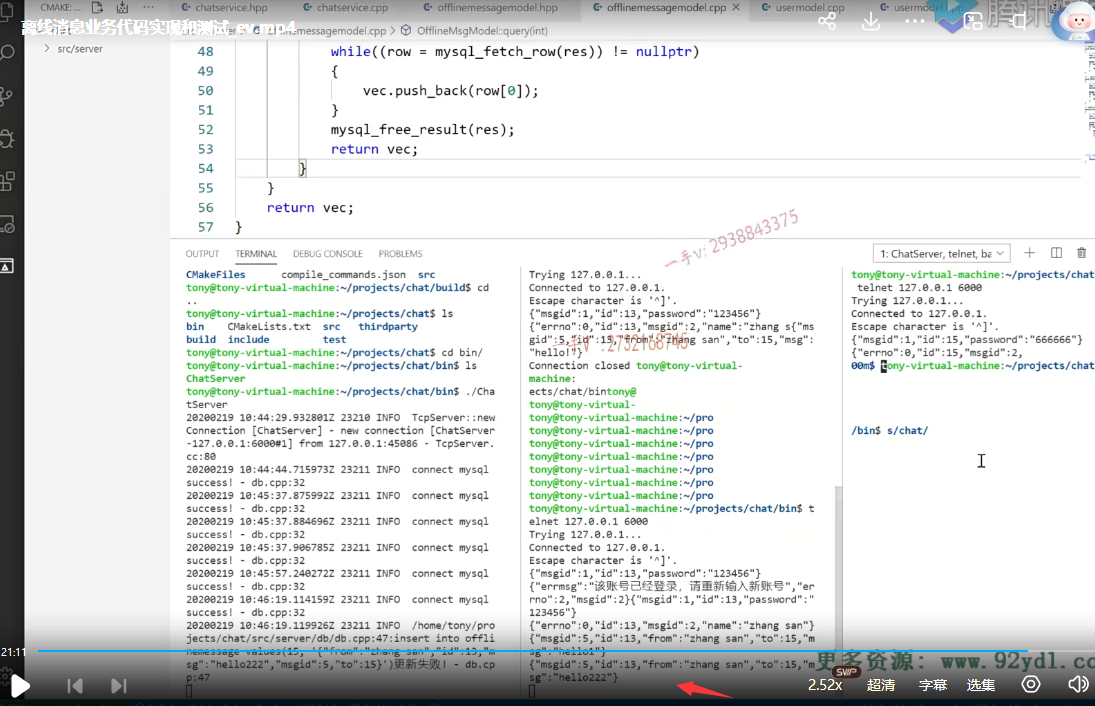 离线消息业务代码实现和测试_ev.mp4
CMAKE: ...
chatservice.hpp
chatservice.cpp
offlinemessagemodel.hpp
offlinemessagemodel.cpp
usermodel.cpp
usermodel.hpp
src/server
OfflineMsgModel::query(int)
48 while((row = mysql_fetch_row(res)) != nullptr)
49 {
50 vec.push_back(row[0]);
51 }
52 mysql_free_result(res);
53 return vec;
54 }
55 }
56 return vec;
57 }
一手v: 2938843375
OUTPUT TERMINAL DEBUG CONSOLE PROBLEMS
1: ChatServer, telnet, ba
CMakeFiles compile_commands.json src
tony@tony-virtual-machine:~/projects/chat/build$ cd
..
tony@tony-virtual-machine:~/projects/chat$ ls
bin CMakeLists.txt src thirdparty
build include test
tony@tony-virtual-machine:~/projects/chat$ cd bin/
tony@tony-virtual-machine:~/projects/chat/bin$ ls
ChatServer
tony@tony-virtual-machine:~/projects/chat/bin$ ./Cha
tServer
20200219 10:44:29.932801Z 23210 INFO TcpServer::new
Connection [ChatServer] - new connection [ChatServer
-127.0.0.1:6000#1] from 127.0.0.1:45086 - TcpServer.
cc:80
20200219 10:44:44.715973Z 23211 INFO connect mysql
success! - db.cpp:32
20200219 10:45:37.875992Z 23211 INFO connect mysql
success! - db.cpp:32
20200219 10:45:37.884696Z 23211 INFO connect mysql
success! - db.cpp:32
20200219 10:45:37.906785Z 23211 INFO connect mysql
success! - db.cpp:32
20200219 10:45:57.240272Z 23211 INFO connect mysql
success! - db.cpp:32
20200219 10:46:19.114159Z 23211 INFO connect mysql
success! - db.cpp:32
20200219 10:46:19.119926Z 23211 INFO /home/tony/pro
jects/chat/src/server/db/db.cpp:47:insert into offli
nemessage values(15, '{"from":"zhang san","id":13,"m
sg":"hello222","msgid":5,"to":15}')更新失败! - db.cp
p:47
Trying 127.0.0.1...
Connected to 127.0.0.1.
Escape character is '^]'.
{"msgid":1,"id":13,"password":"123456"}
{"errno":0,"id":13,"msgid":2,"name":"zhang s{"ms
gid":5,"id":13,"from":"zhang san","to":15,"msg":
"hello!"}
一手V :2732168745
Connection closed tony@tony-virtual-
machine:
ects/chat/bintony@
tony@tony-virtual-
tony@tony-virtual-machine:~/pro
tony@tony-virtual-machine:~/pro
tony@tony-virtual-machine:~/pro
tony@tony-virtual-machine:~/pro
tony@tony-virtual-machine:~/pro
tony@tony-virtual-machine:~/pro
tony@tony-virtual-machine:~/pro
tony@tony-virtual-machine:~/projects/chat/bin$ t
elnet 127.0.0.1 6000
Trying 127.0.0.1...
Connected to 127.0.0.1.
Escape character is '^]'.
{"msgid":1,"id":13,"password":"123456"}
{"errmsg":"该账号已经登录, 请重新输入新账号","er
rno":2,"msgid":2}{"msgid":1,"id":13,"password":"
123456"}
{"errno":0,"id":13,"msgid":2,"name":"zhang san"}
{"msgid":5,"id":13,"from":"zhang san","to":15,"m
sg":"hello1"}
{"msgid":5,"id":13,"from":"zhang san","to":15,"m
sg":"hello222"}
tony@tony-virtual-machine:~/projects/chat
telnet 127.0.0.1 6000
Trying 127.0.0.1...
Connected to 127.0.0.1.
Escape character is '^]'.
{"msgid":1,"id":15,"password":"666666"}
{"errno":0,"id":15,"msgid":2,
00m$ tony@tony-virtual-machine:~/projects/chat
/bin$ s/chat/
21:11
更多资源: www.92ydl.co
2.52x
SVIP
超清
字幕
选集